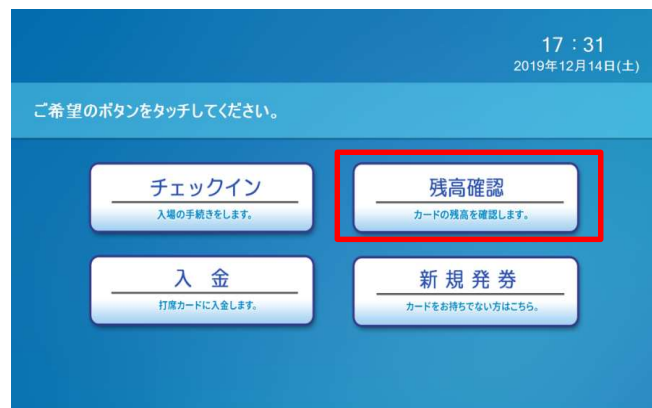 17：31
2019年12月14日(土)
ご希望のボタンをタッチしてください。
チェックイン
入場の手続きをします。
残高確認
カードの残高を確認します。
入 金
打席カードに入金します。
新 規 発 券
カードをお持ちでない方はこちら。